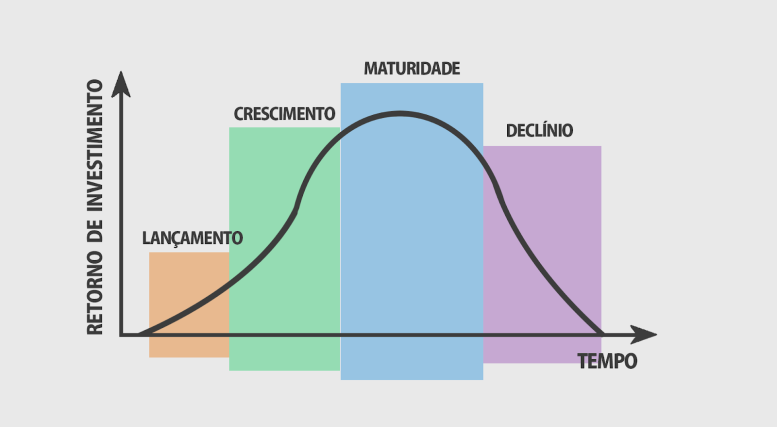 MATURIDADE
CRESCIMENTO
DECLÍNIO
LANÇAMENTO
RETORNO DE INVESTIMENTO
TEMPO